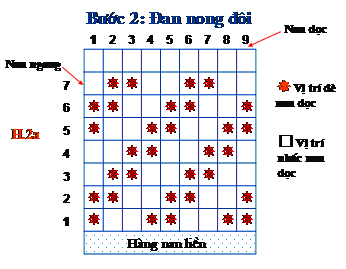 Bước 2: Đan nong đôi
Nan dọc
1 2 3 4 5 6 7 8 9
Nan ngang
7
6
5
4
3
2
1
H.2a
Vị trí đè
nan dọc
Vị trí
nhấc nan
dọc
Hàng nan liền